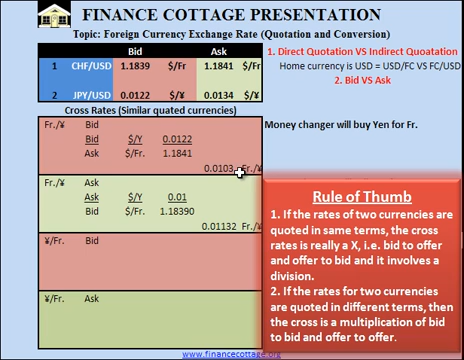 FINANCE COTTAGE PRESENTATION
Topic: Foreign Currency Exchange Rate (Quotation and Conversion)
Bid Ask
1 CHF/USD 1.1839 $/Fr 1.1841 $/Fr
2 JPY/USD 0.0122 $/¥ 0.0134 $/¥
1. Direct Quotation VS Indirect Quoatation
Home currency is USD = USD/FC VS FC/USD
2. Bid VS Ask
Cross Rates (Similar quated currencies)
Fr./¥ Bid
Bid $/Y 0.0122
Ask $/Fr. 1.1841
0.0103 Fr./¥
Money changer will buy Yen for Fr.
Fr./¥ Ask
Ask $/Y 0.01
Bid $/Fr. 1.18390
0.01132 Fr./¥
¥/Fr. Bid
¥/Fr. Ask
Rule of Thumb
1. If the rates of two currencies are
quoted in same terms, the cross
rates is really a X, i.e. bid to offer
and offer to bid and it involves a
division.
2. If the rates for two currencies
are quoted in different terms, then
the cross is a multiplication of bid
to bid and offer to offer.
www.financecottage.org